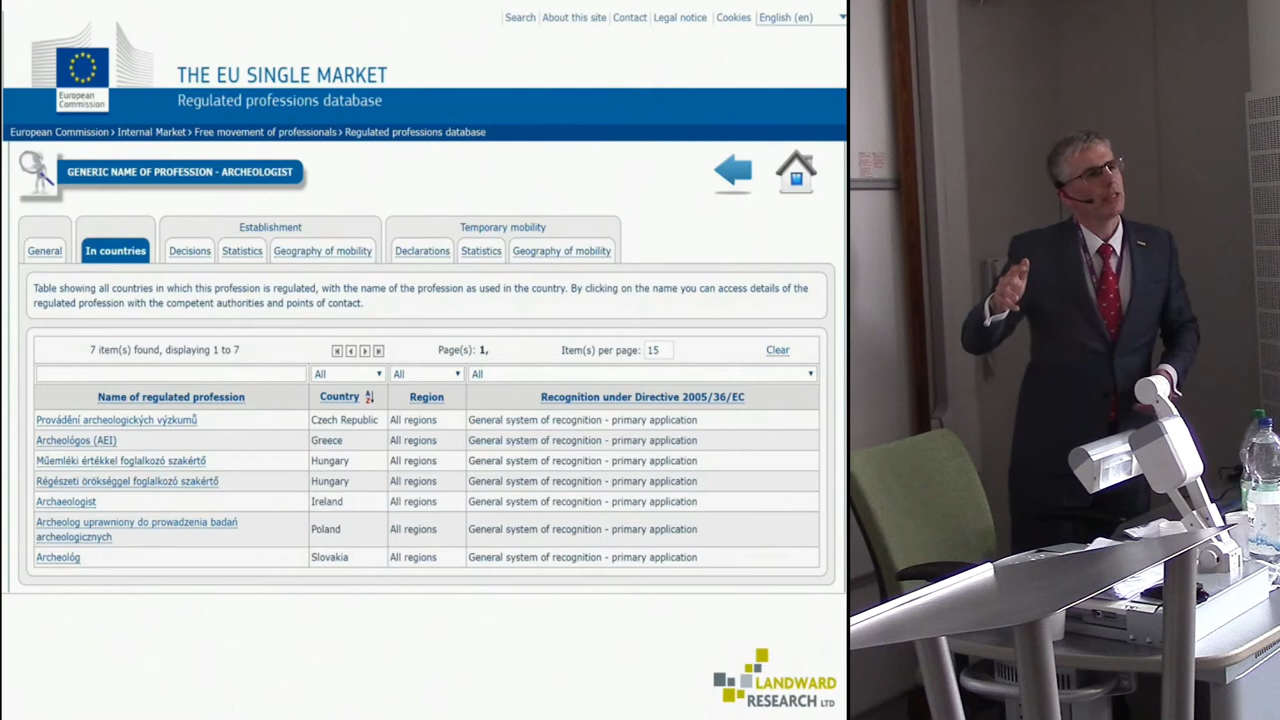 Search About this site Contact Legal notice Cookies English (en)
European
Commission
THE EU SINGLE MARKET
Regulated professions database
European Commission > Internal Market > Free movement of professionals > Regulated professions database
GENERIC NAME OF PROFESSION - ARCHEOLOGIST
Establishment Temporary mobility
General In countries Decisions Statistics Geography of mobility Declarations Statistics Geography of mobility
Table showing all countries in which this profession is regulated, with the name of the profession as used in the country. By clicking on the name you can access details of the
regulated profession with the competent authorities and points of contact.
7 item(s) found, displaying 1 to 7 Page(s): 1, Item(s) per page: 15 Clear
All All All
Name of regulated profession Country Region Recognition under Directive 2005/36/EC
Provádění archeologických výzkumů Czech Republic All regions General system of recognition - primary application
Archeológos (AEI) Greece All regions General system of recognition - primary application
Műemléki értékkel foglalkozó szakértő Hungary All regions General system of recognition - primary application
Régészeti örökséggel foglalkozó szakértő Hungary All regions General system of recognition - primary application
Archaeologist Ireland All regions General system of recognition - primary application
Archeolog uprawniony do prowadzenia badań
archeologicznych Poland All regions General system of recognition - primary application
Archeológ Slovakia All regions General system of recognition - primary application
LANDWARD
RESEARCH LTD